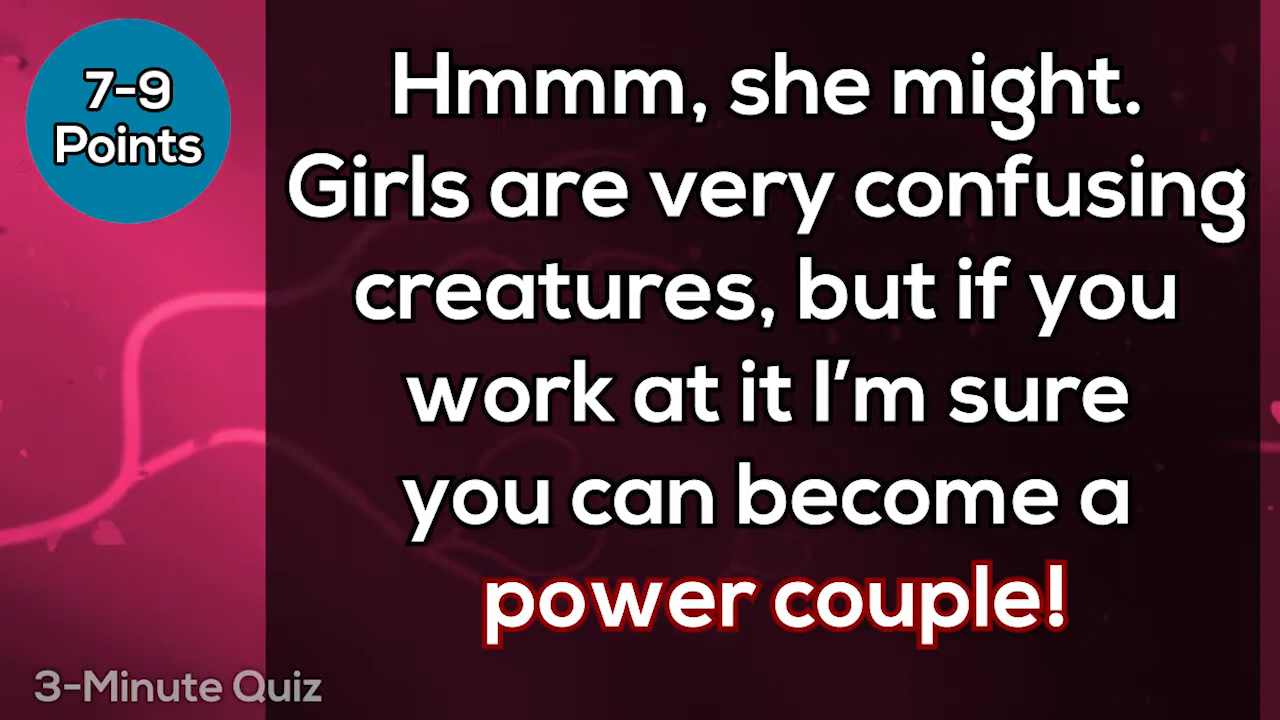 7-9
Points
Hmmm, she might.
Girls are very confusing
creatures, but if you
work at it I'm sure
you can become a
power couple!
3-Minute Quiz